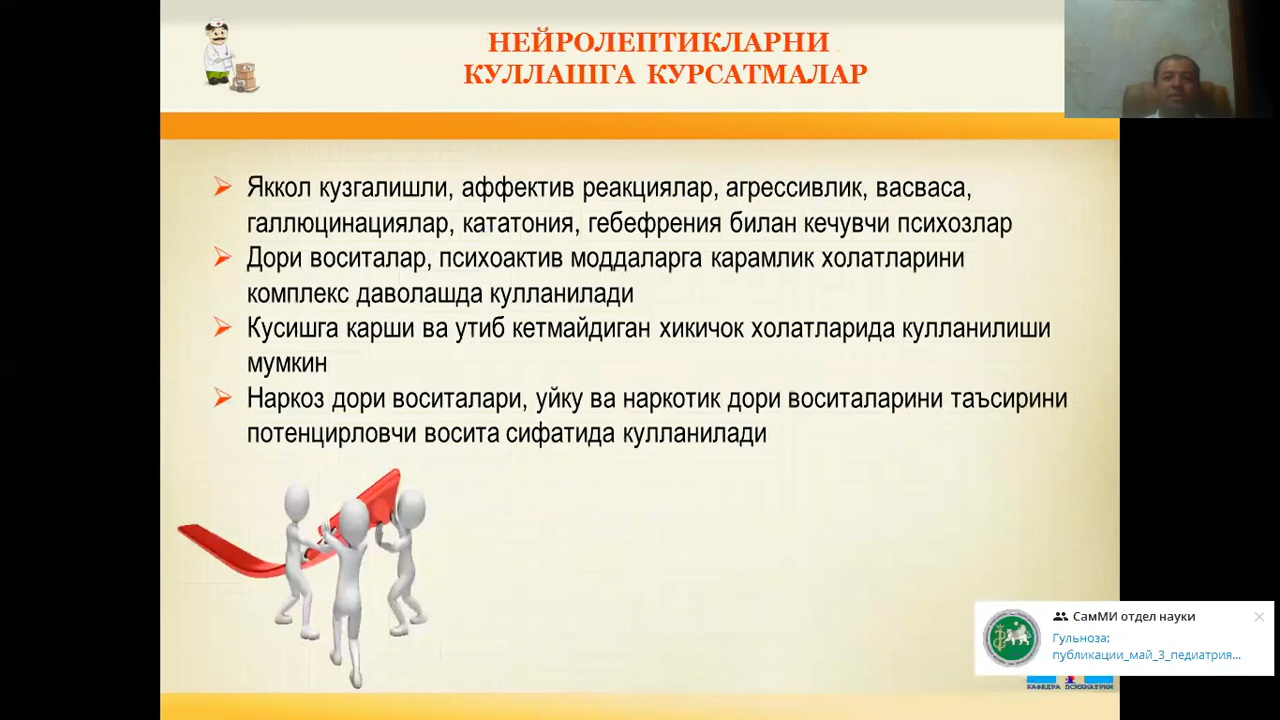 НЕЙРОЛЕПТИКЛАРНИ
КУЛЛАШГА КУРСАТМАЛАР
Яккол кузгалишли, аффектив реакциялар, агрессивлик, васваса,
галлюцинациялар, кататония, гебефрения билан кечувчи психозлар
Дори воситалар, психоактив моддаларга карамлик холатларини
комплекс даволашда кулланилади
Кусишга карши ва утиб кетмайдиган хикичок холатларида кулланилиши
мумкин
Наркоз дори воситалари, уйку ва наркотик дори воситаларини таъсирини
потенцирловчи восита сифатида кулланилади
СамМИ отдел науки
Гульноза:
публикации_май_3_педиатрия...
КАФЕДРА ПСИХИАТРИИ